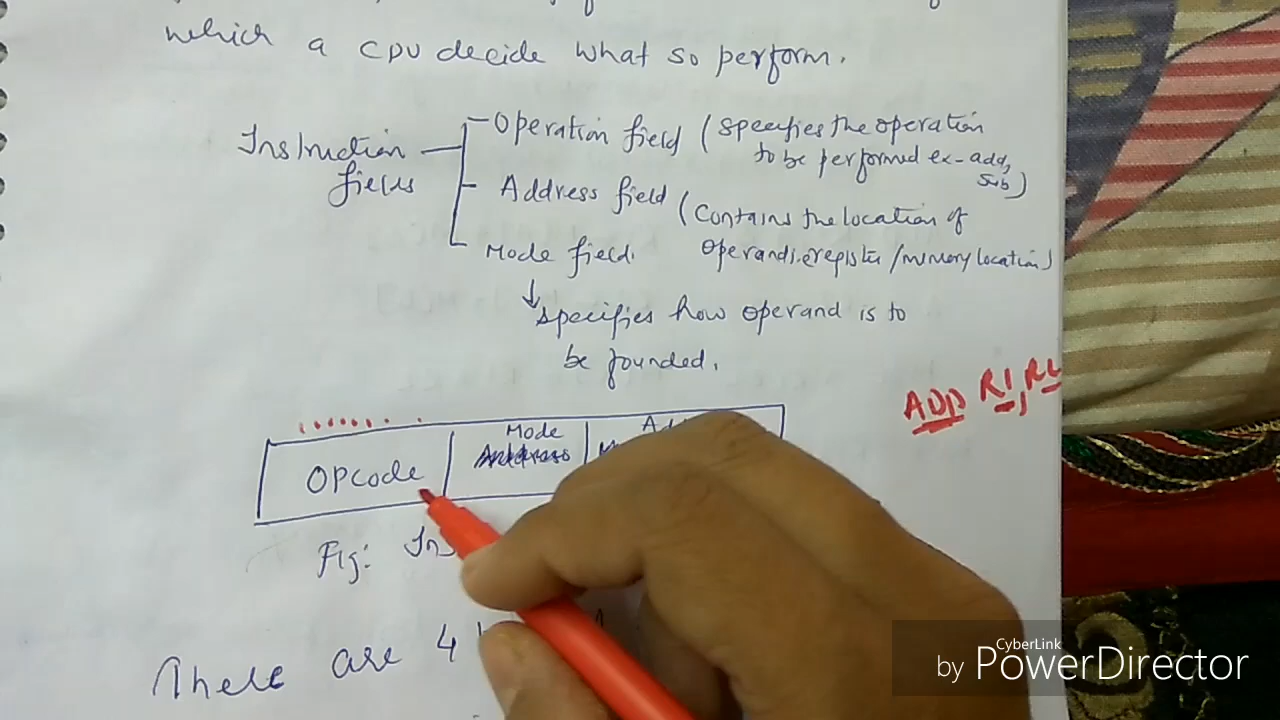 which a CPU decide what so perform.
Instruction fields
Operation field (specifies the operation
to be performed ex-add,
sub)
Address field (contains the location of
operand i.e register/memory location)
Mode field.
↓
specifies how operand is to
be founded.
ADD R1,R2
OPcode
Mode
Fig: Ins
There are 4
CyberLink
by PowerDirector